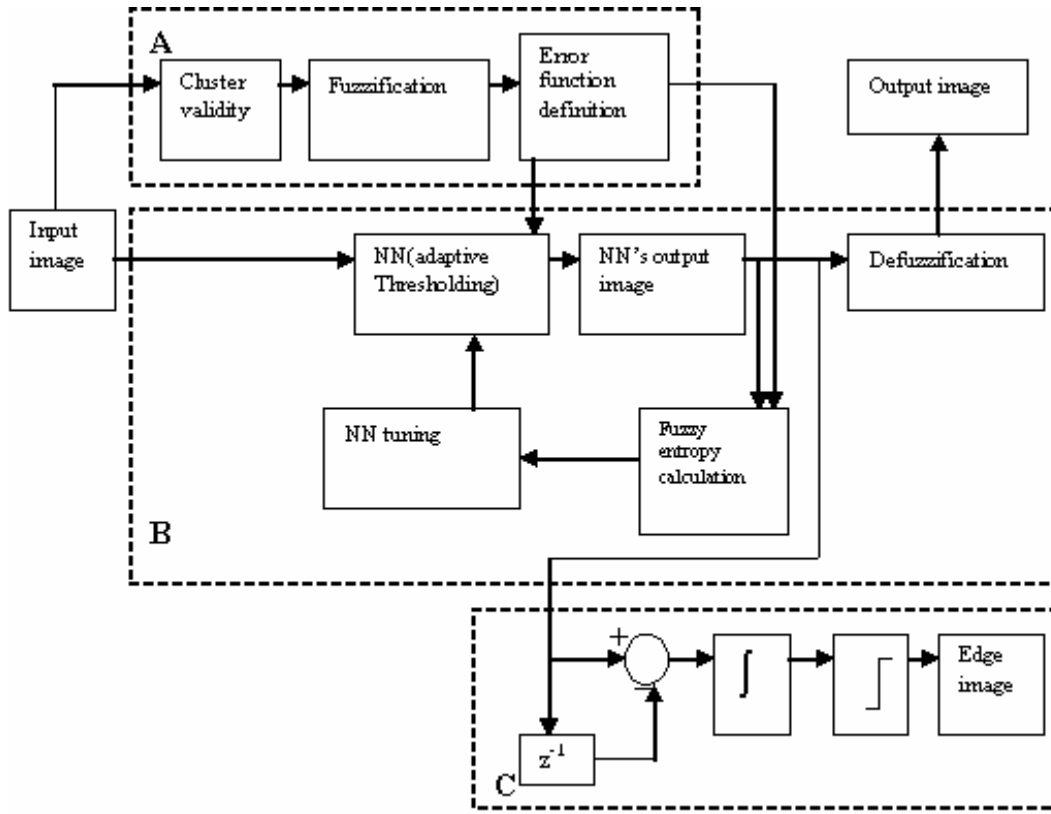 A
Cluster
validity
Fuzzification
Error
function
definition
Output image
Input
image
NN(adaptive
Thresholding)
NN's output
image
Defuzzification
NN tuning
Fuzzy
entropy
calculation
B
+
−
∫
Edge
image
z⁻¹
C